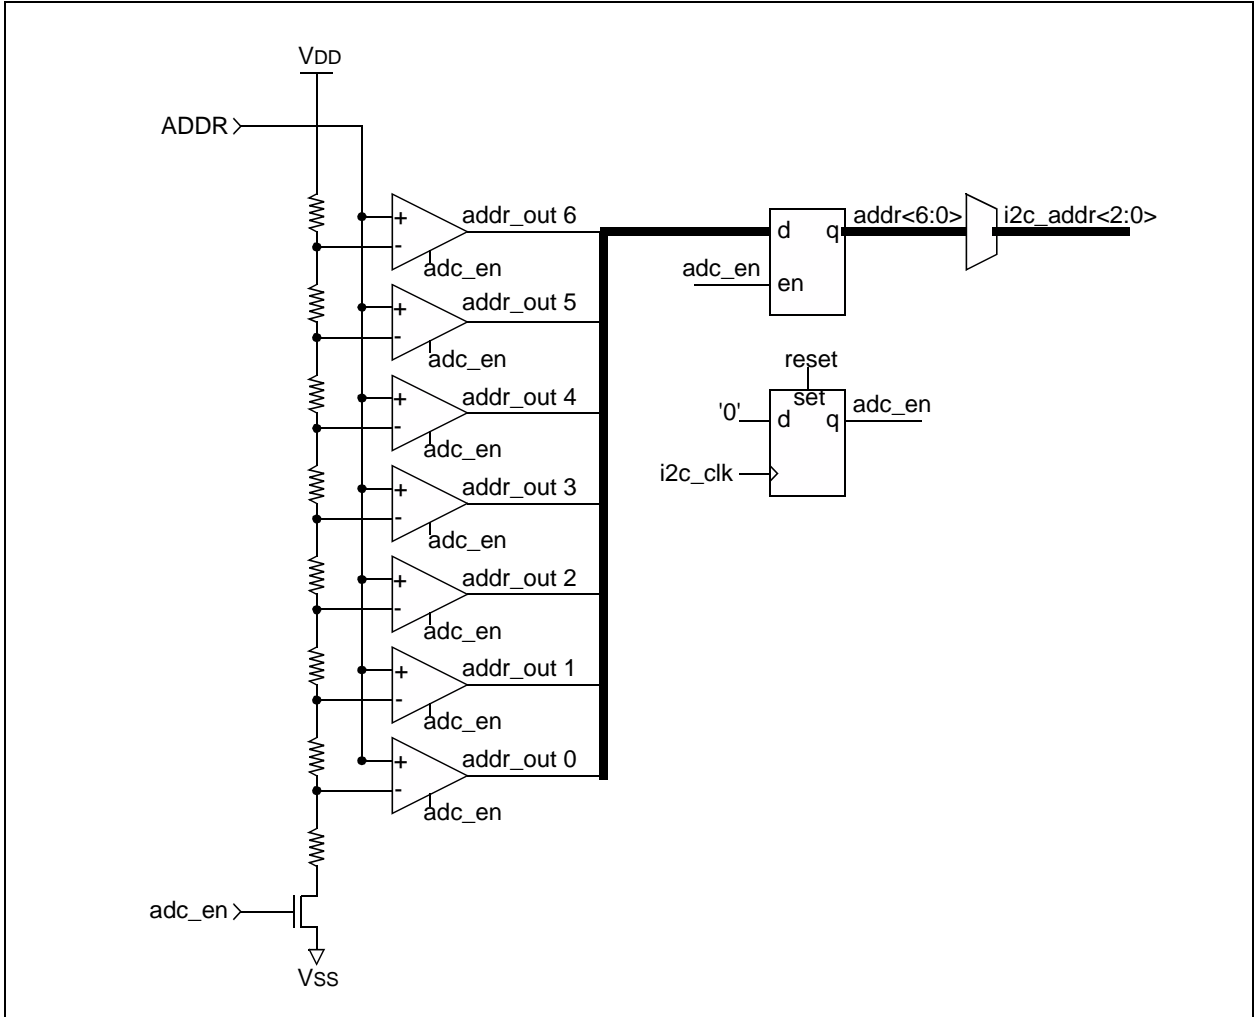 VDD
ADDR
+
-
addr_out 6
adc_en
+
-
addr_out 5
adc_en
+
-
addr_out 4
adc_en
+
-
addr_out 3
adc_en
+
-
addr_out 2
adc_en
+
-
addr_out 1
adc_en
+
-
addr_out 0
adc_en
adc_en
VSS
d q
adc_en
en
addr<6:0>
i2c_addr<2:0>
reset
set
'0'
d q
adc_en
i2c_clk